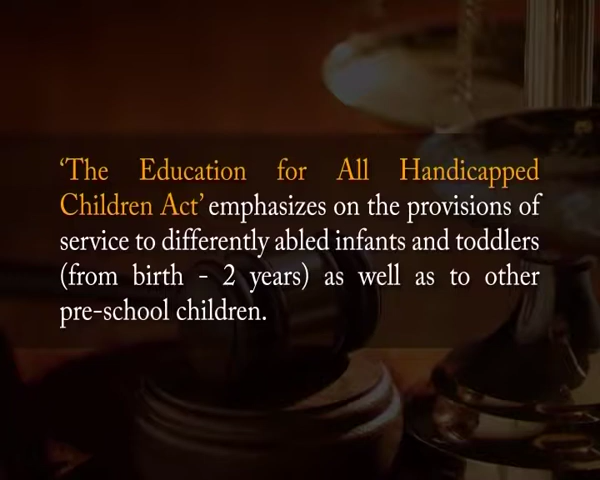 ‘The Education for All Handicapped
Children Act’ emphasizes on the provisions of
service to differently abled infants and toddlers
(from birth - 2 years) as well as to other
pre-school children.